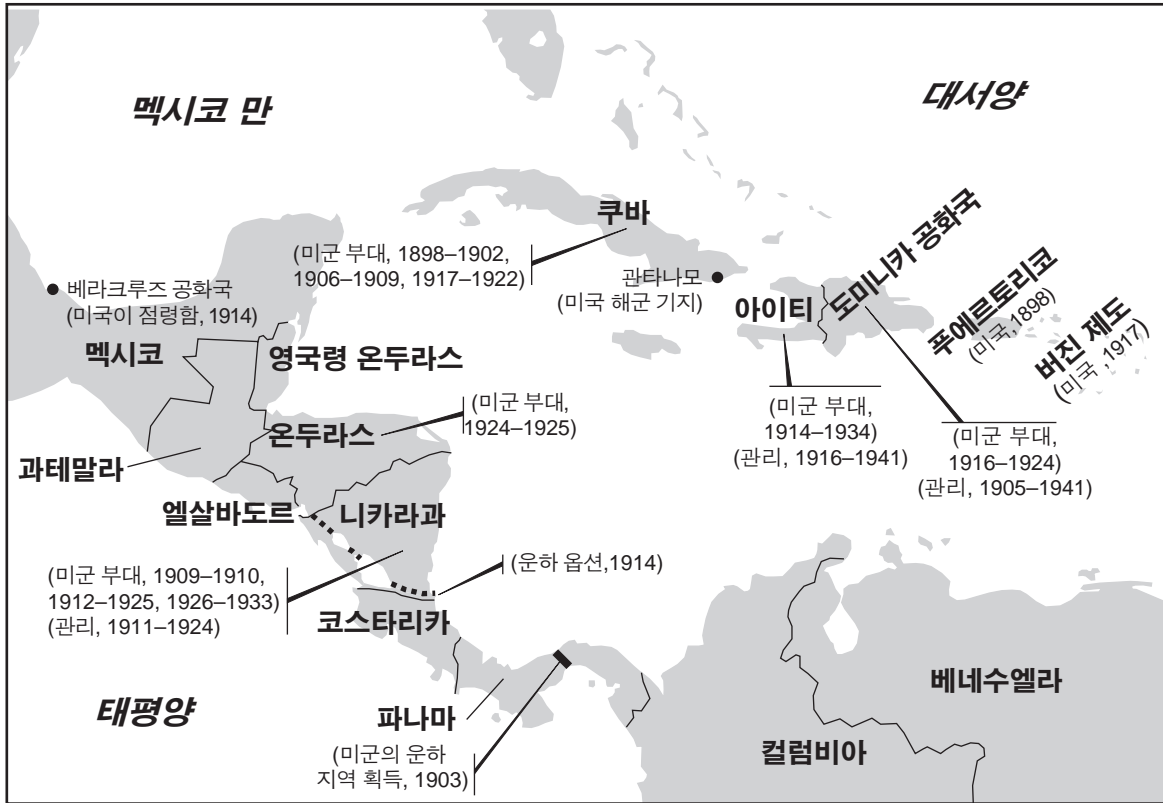 멕시코 만
대서양
쿠바
(미군 부대, 1898–1902,
1906–1909, 1917–1922)
관타나모
(미국 해군 기지)
아이티
도미니카 공화국
푸에르토리코
(미국, 1898)
버진 제도
(미국 ,1917)
베라크루즈 공화국
(미국이 점령함, 1914)
멕시코
영국령 온두라스
(미군 부대,
1924–1925)
온두라스
과테말라
엘살바도르
니카라과
(미군 부대,
1914–1934)
(관리, 1916–1941)
(미군 부대,
1916–1924)
(관리, 1905–1941)
(미군 부대, 1909–1910,
1912–1925, 1926–1933)
(관리, 1911–1924)
(운하 옵션,1914)
코스타리카
태평양
파나마
(미군의 운하
지역 획득, 1903)
컬럼비아
베네수엘라